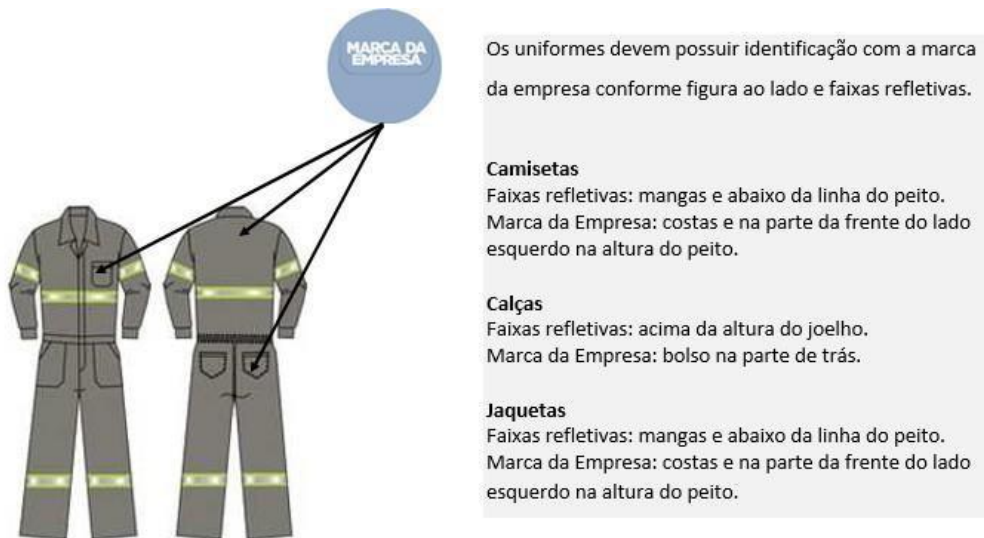 MARCA DA
EMPRESA
Os uniformes devem possuir identificação com a marca
da empresa conforme figura ao lado e faixas refletivas.
Camisetas
Faixas refletivas: mangas e abaixo da linha do peito.
Marca da Empresa: costas e na parte da frente do lado
esquerdo na altura do peito.
Calças
Faixas refletivas: acima da altura do joelho.
Marca da Empresa: bolso na parte de trás.
Jaquetas
Faixas refletivas: mangas e abaixo da linha do peito.
Marca da Empresa: costas e na parte da frente do lado
esquerdo na altura do peito.